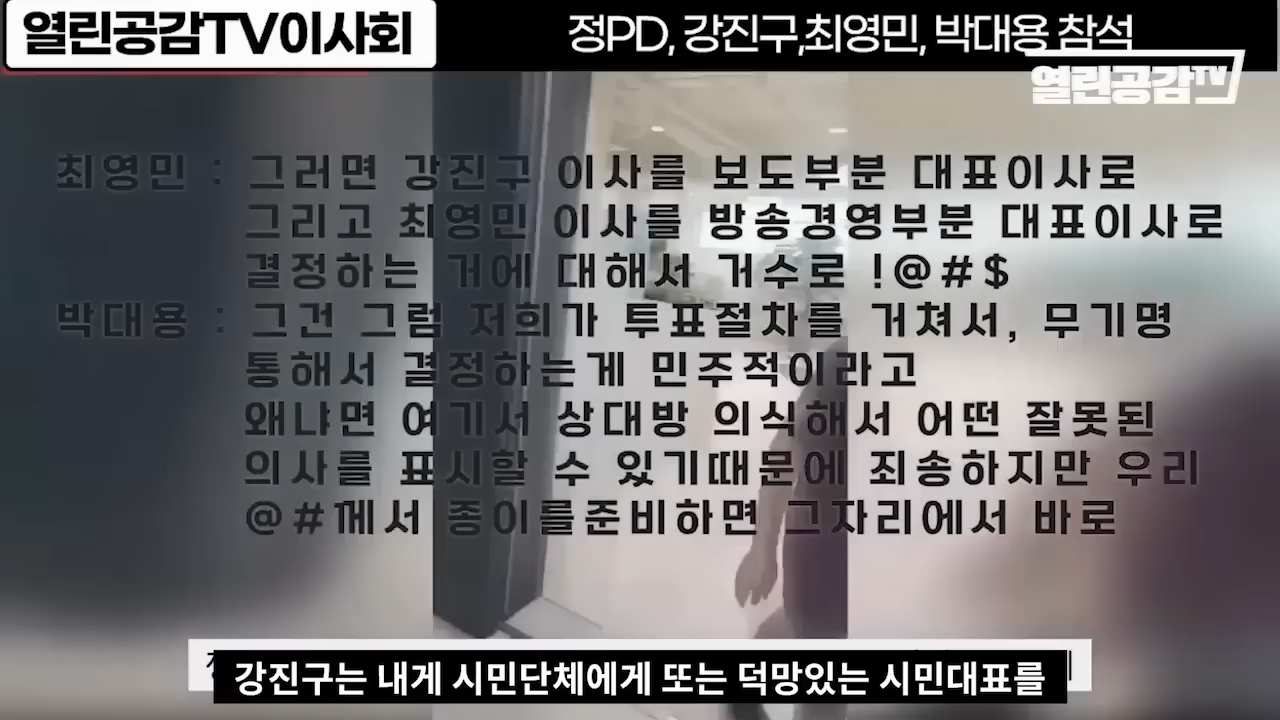 열린공감TV이사회
정PD, 강진구,최영민, 박대용 참석
열린공감TV
최영민 : 그러면 강진구 이사를 보도부분 대표이사로
그리고 최영민 이사를 방송경영부분 대표이사로
결정하는 거에 대해서 거수로 !@#$
박대용 : 그건 그럼 저희가 투표절차를 거쳐서, 무기명
통해서 결정하는게 민주적이라고
왜냐면 여기서 상대방 의식해서 어떤 잘못된
의사를 표시할 수 있기때문에 죄송하지만 우리
@#께서 종이를준비하면 그자리에서 바로
강진구는 내게 시민단체에게 또는 덕망있는 시민대표를